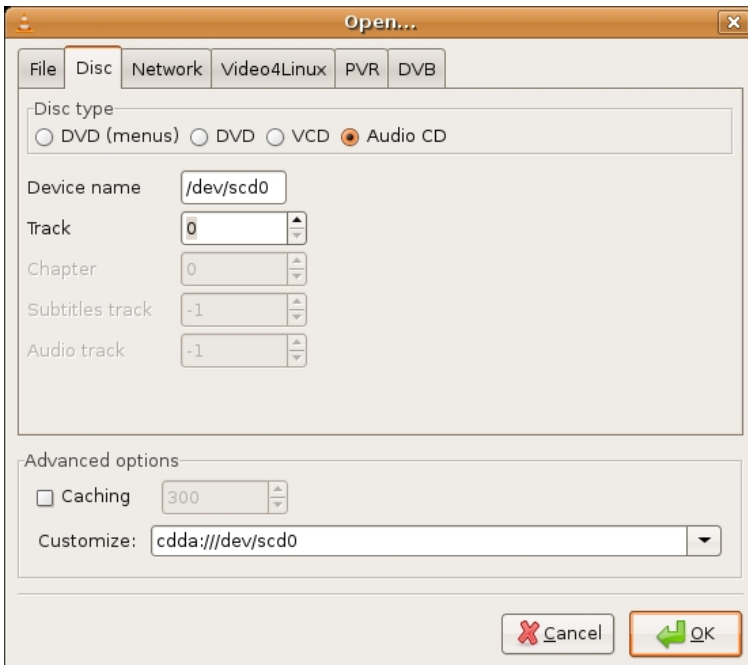 Open...
File Disc Network Video4Linux PVR DVB
Disc type
DVD (menus) DVD VCD Audio CD
Device name /dev/scd0
Track 0
Chapter 0
Subtitles track -1
Audio track -1
Advanced options
Caching 300
Customize: cdda:///dev/scd0
Cancel OK